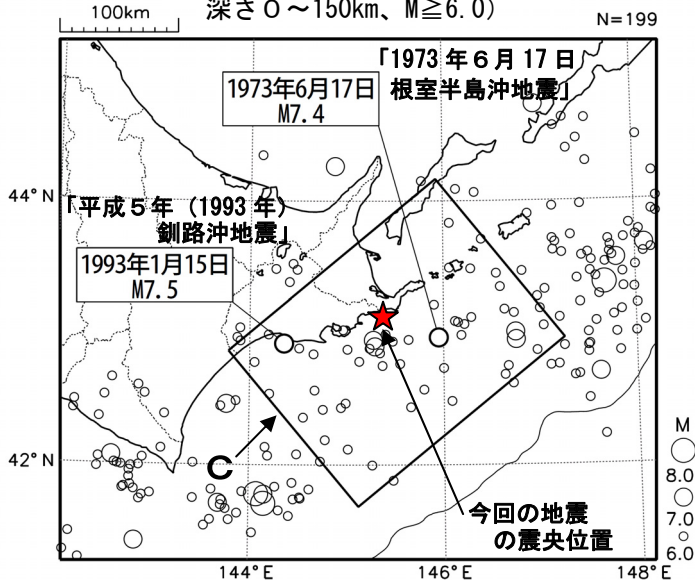 深さ０～150km、M≧6.0)
100km
N=199
「1973年６月17日
根室半島沖地震」
1973年6月17日
M7.4
44°N
「平成５年（1993年）
釧路沖地震」
1993年1月15日
M7.5
42°N
C
今回の地震
の震央位置
M
8.0
7.0
6.0
144°E
146°E
148°E